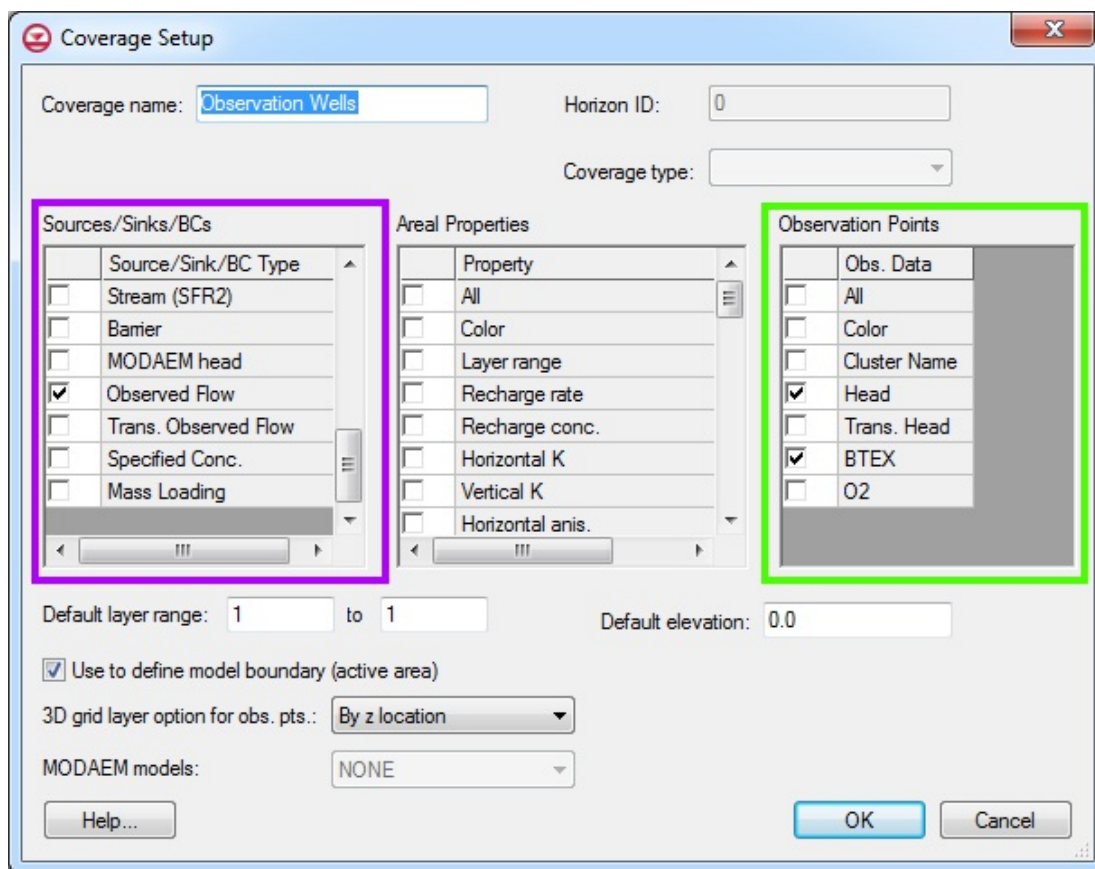 Coverage Setup
Coverage name: Observation Wells
Horizon ID: 0
Coverage type:
Sources/Sinks/BCs
Source/Sink/BC Type
Stream (SFR2)
Barrier
MODAEM head
Observed Flow
Trans. Observed Flow
Specified Conc.
Mass Loading
Areal Properties
Property
All
Color
Layer range
Recharge rate
Recharge conc.
Horizontal K
Vertical K
Horizontal anis.
Observation Points
Obs. Data
All
Color
Cluster Name
Head
Trans. Head
BTEX
O2
Default layer range: 1 to 1
Default elevation: 0.0
Use to define model boundary (active area)
3D grid layer option for obs. pts.: By z location
MODAEM models: NONE
Help...
OK
Cancel